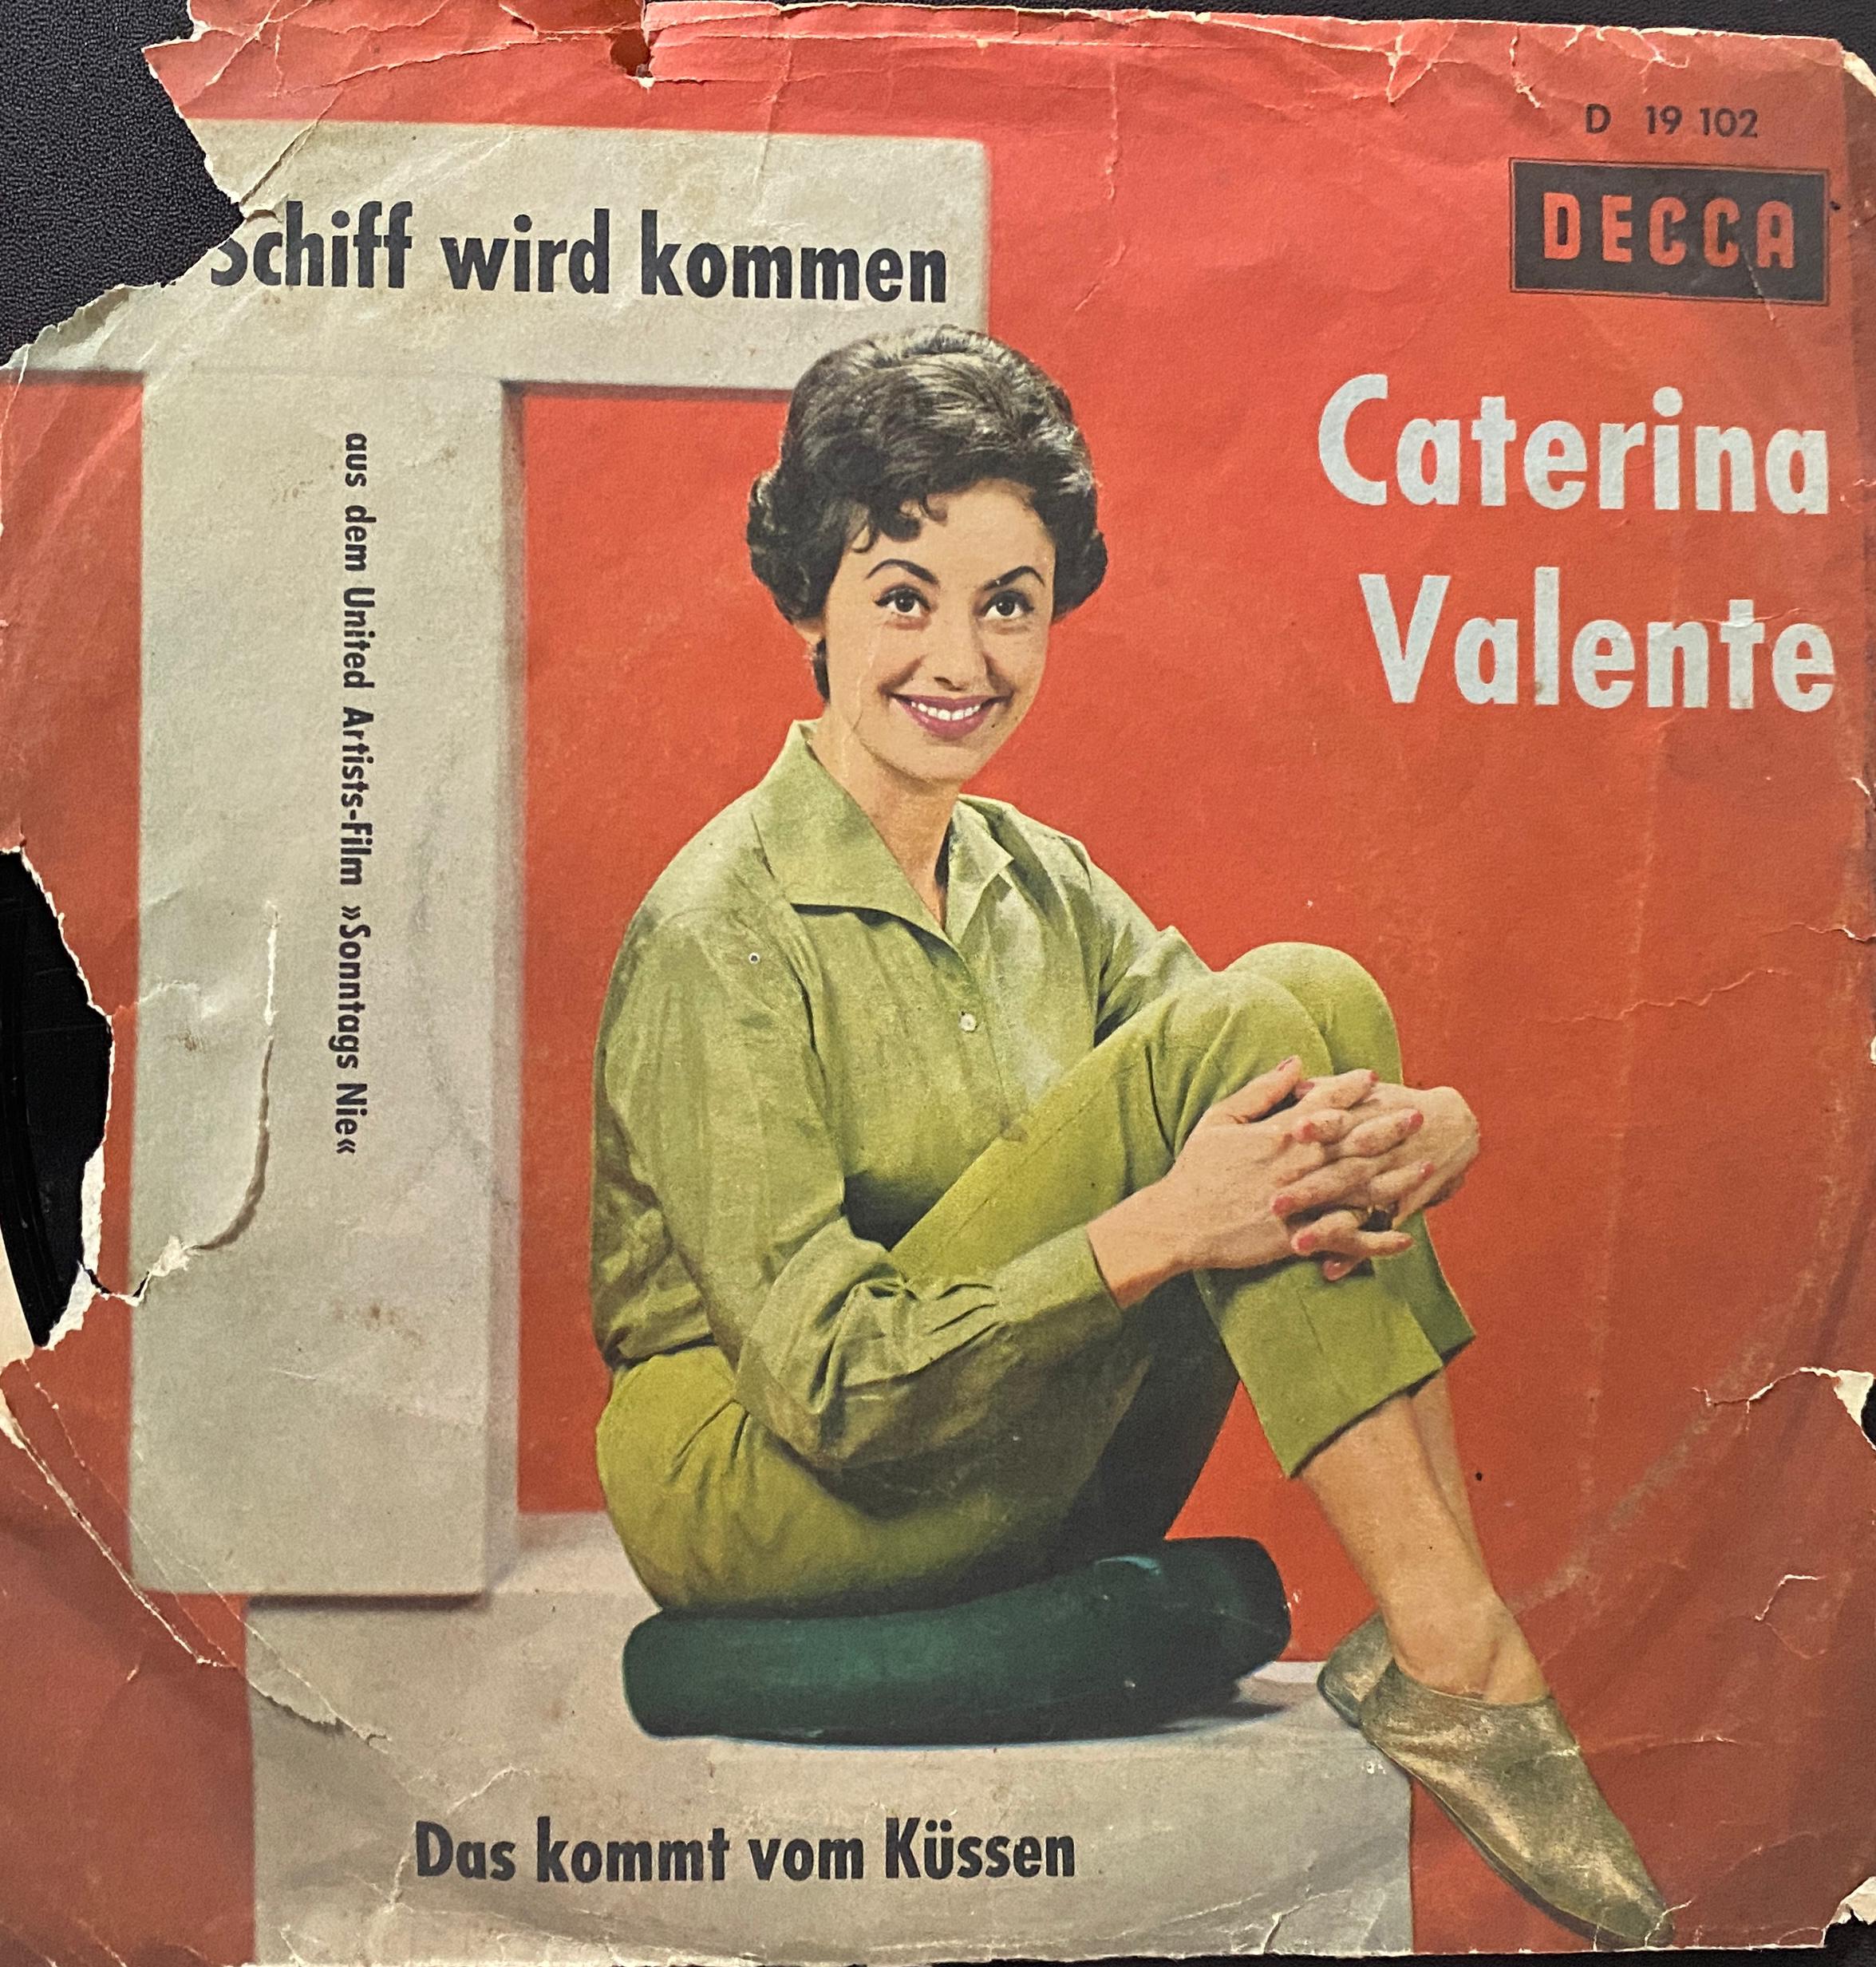 D 19 102
DECCA
Schiff wird kommen
Caterina
Valente
aus dem United Artists-Film »Sonntags Nie«
Das kommt vom Küssen